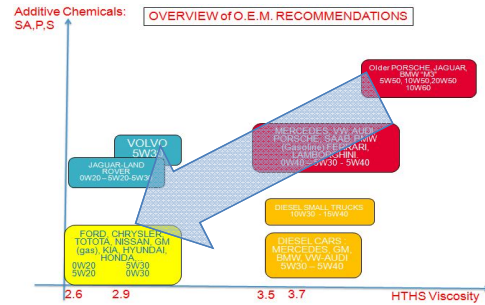 Additive Chemicals:
SA,P,S
OVERVIEW of O.E.M. RECOMMENDATIONS
Older PORSCHE, JAGUAR,
BMW "M3"
5W50, 10W50,20W50
10W60
MERCEDES, VW-AUDI,
PORSCHE, SAAB, BMW
(Gasoline) FERRARI,
LAMBORGHINI.
0W40 – 5W30 - 5W40
VOLVO
5W3
JAGUAR-LAND
ROVER
0W20 – 5W20-5W30
DIESEL SMALL TRUCKS
10W30 - 15W40
FORD, CHRYSLER,
TOTOTA, NISSAN, GM
(gas), KIA, HYUNDAI,
HONDA,
0W20 5W30
5W20 0W30
DIESEL CARS :
MERCEDES, GM,
BMW, VW-AUDI
5W30 – 5W40
2.6 2.9 3.5 3.7 HTHS Viscosity